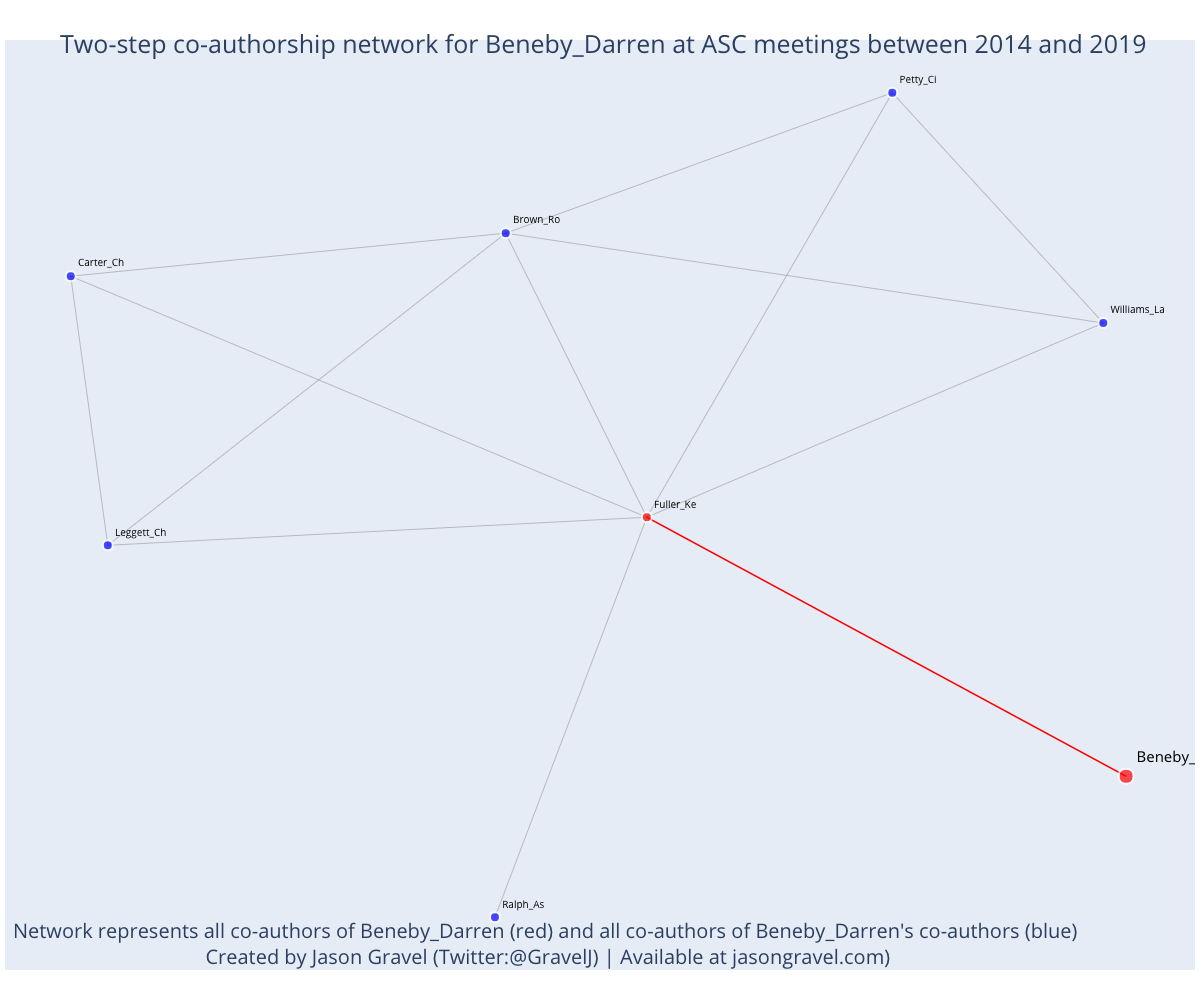 Two-step co-authorship network for Beneby_Darren at ASC meetings between 2014 and 2019
Petty_Ci
Brown_Ro
Carter_Ch
Williams_La
Fuller_Ke
Leggett_Ch
Beneby_
Ralph_As
Network represents all co-authors of Beneby_Darren (red) and all co-authors of Beneby_Darren's co-authors (blue)
Created by Jason Gravel (Twitter:@GravelJ) | Available at jasongravel.com)